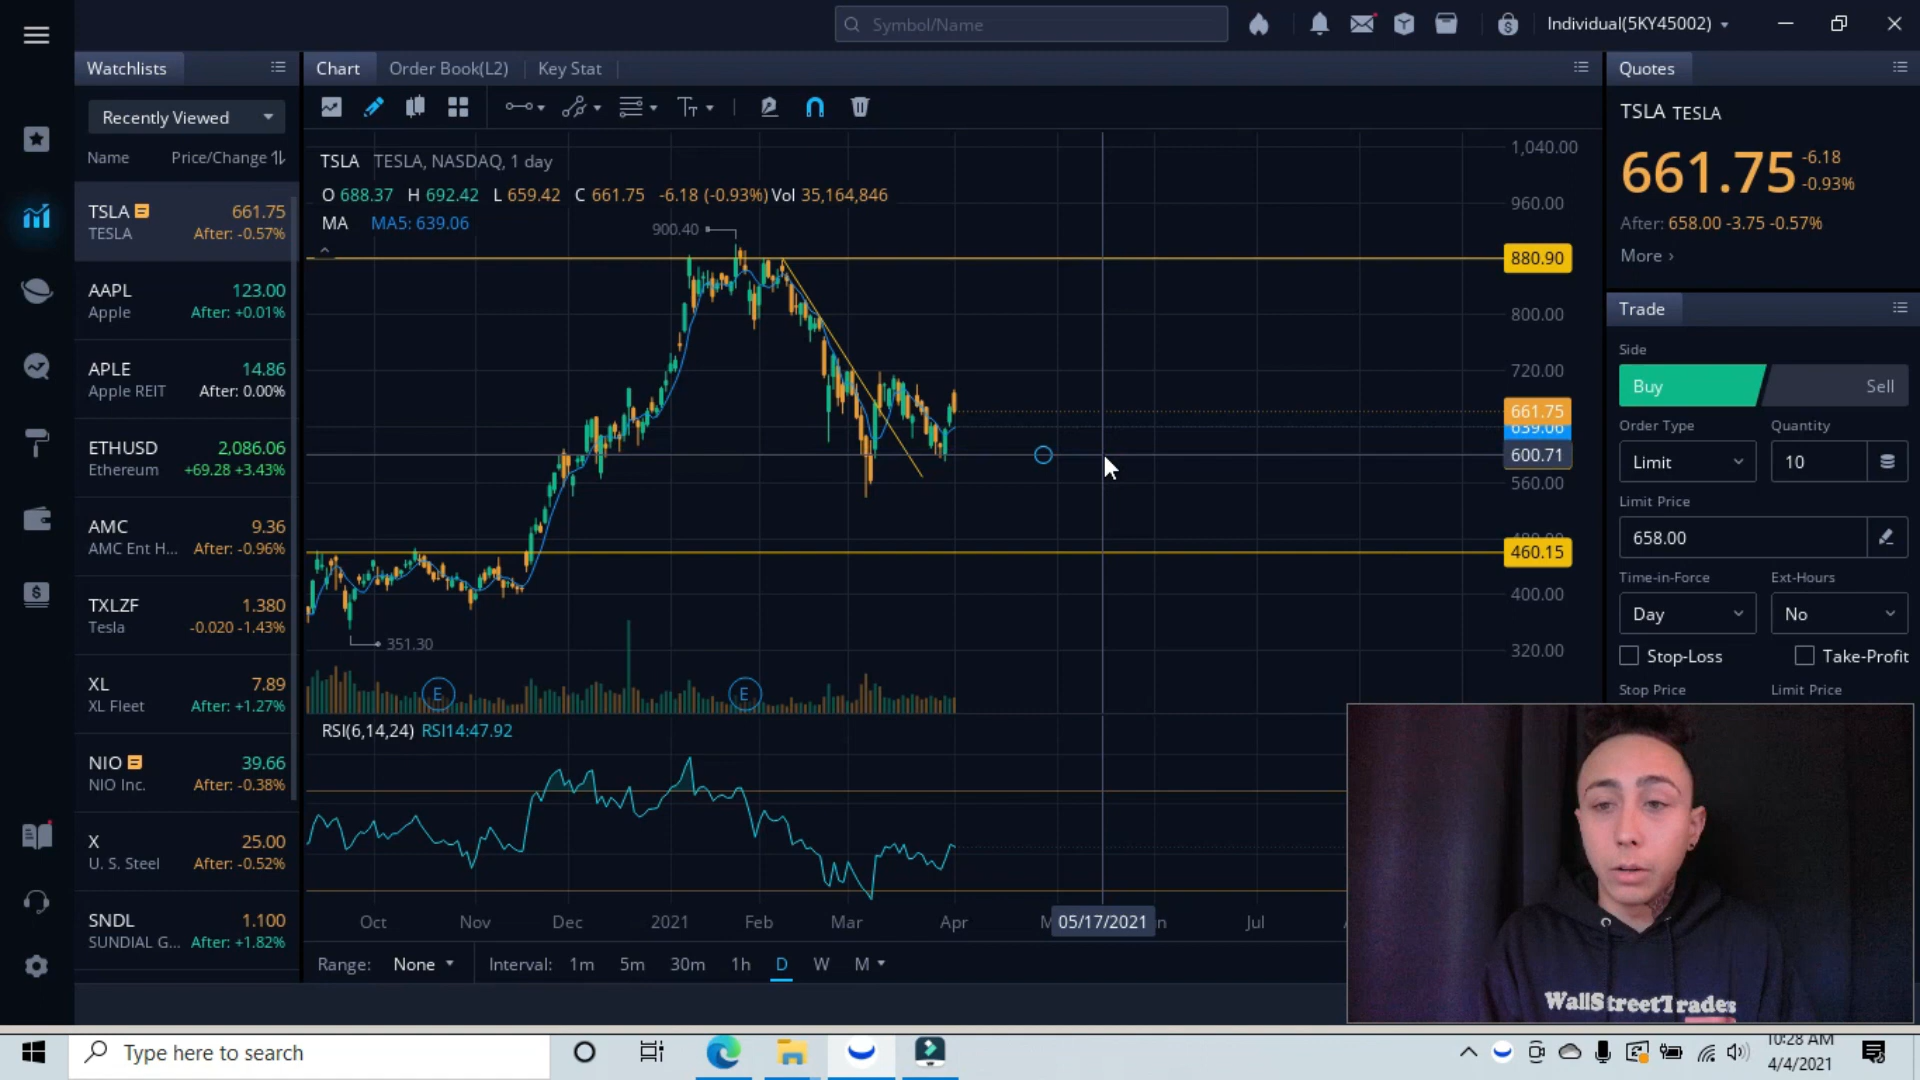 Symbol/Name
Individual(5KY45002)
Watchlists
Recently Viewed
Name Price/Change
TSLA 661.75
TESLA After: -0.57%
AAPL 123.00
Apple After: +0.01%
APLE 14.86
Apple REIT After: 0.00%
ETHUSD 2,086.06
Ethereum +69.28 +3.43%
AMC 9.36
AMC Ent H... After: -0.96%
TXLZF 1.380
Tesla -0.020 -1.43%
XL 7.89
XL Fleet After: +1.27%
NIO 39.66
NIO Inc. After: -0.38%
X 25.00
U. S. Steel After: -0.52%
SNDL 1.100
SUNDIAL G... After: +1.82%
Chart Order Book(L2) Key Stat
TSLA TESLA, NASDAQ, 1 day
O 688.37 H 692.42 L 659.42 C 661.75 -6.18 (-0.93%) Vol 35,164,846
MA MA5: 639.06
900.40
351.30
E E
1,040.00
960.00
880.90
800.00
720.00
661.75
639.06
600.71
560.00
460.15
400.00
320.00
RSI(6,14,24) RSI14:47.92
Oct Nov Dec 2021 Feb Mar Apr 05/17/2021 Jul
Range: None Interval: 1m 5m 30m 1h D W M
Quotes
TSLA TESLA
661.75 -6.18
-0.93%
After: 658.00 -3.75 -0.57%
More ›
Trade
Side
Buy Sell
Order Type Quantity
Limit 10
Limit Price
658.00
Time-in-Force Ext-Hours
Day No
Stop-Loss Take-Profit
Stop Price Limit Price
WallStreetTrades
Type here to search
10:28 AM
4/4/2021